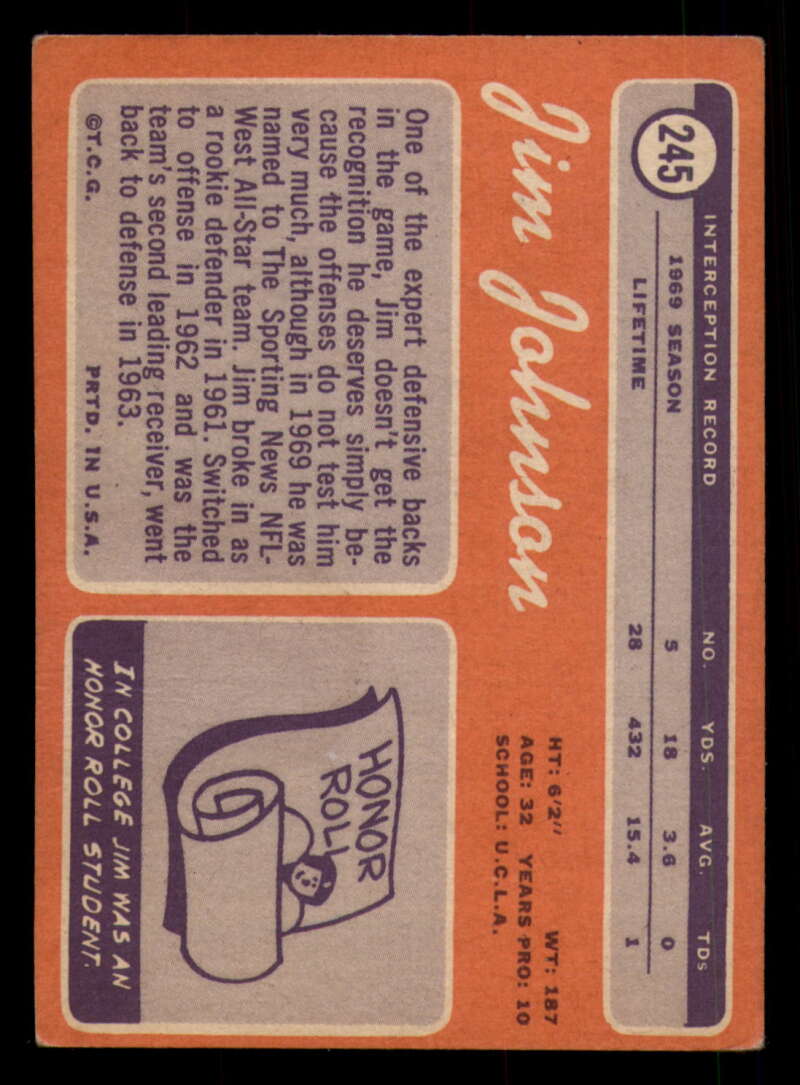 245
INTERCEPTION RECORD NO. YDS. AVG. TDs
1969 SEASON 5 18 3.6 0
LIFETIME 28 432 15.4 1
Jim Johnson
HT: 6'2" WT: 187
AGE: 32 YEARS PRO: 10
SCHOOL: U.C.L.A.
One of the expert defensive backs
in the game, Jim doesn't get the
recognition he deserves simply be-
cause the offenses do not test him
very much, although in 1969 he was
named to The Sporting News NFL-
West All-Star team. Jim broke in as
a rookie defender in 1961. Switched
to offense in 1962 and was the
team's second leading receiver, went
back to defense in 1963.
©T.C.G. PRTD. IN U.S.A.
HONOR
ROLL
IN COLLEGE JIM WAS AN
HONOR ROLL STUDENT.